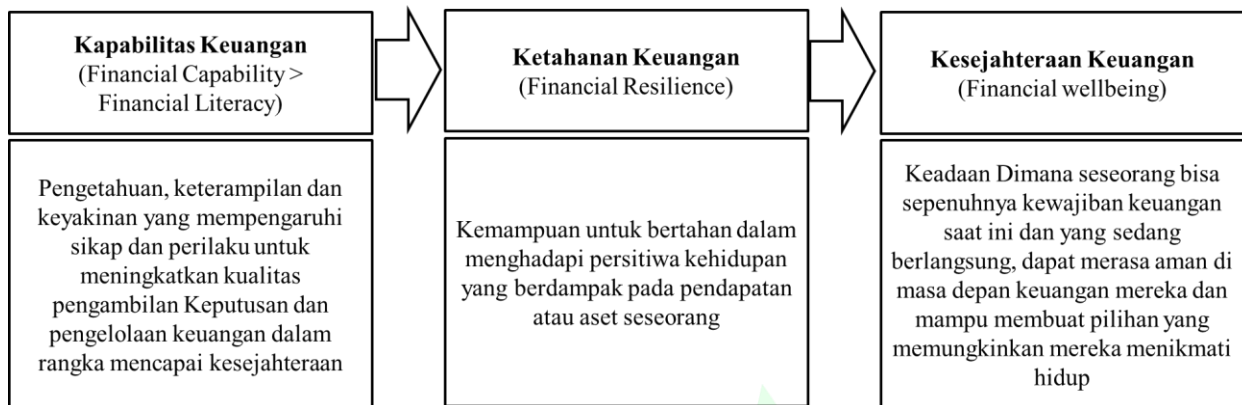 Kapabilitas Keuangan
(Financial Capability >
Financial Literacy)
Pengetahuan, keterampilan dan
keyakinan yang mempengaruhi
sikap dan perilaku untuk
meningkatkan kualitas
pengambilan Keputusan dan
pengelolaan keuangan dalam
rangka mencapai kesejahteraan
Ketahanan Keuangan
(Financial Resilience)
Kemampuan untuk bertahan dalam
menghadapi persitiwa kehidupan
yang berdampak pada pendapatan
atau aset seseorang
Kesejahteraan Keuangan
(Financial wellbeing)
Keadaan Dimana seseorang bisa
sepenuhnya kewajiban keuangan
saat ini dan yang sedang
berlangsung, dapat merasa aman di
masa depan keuangan mereka dan
mampu membuat pilihan yang
memungkinkan mereka menikmati
hidup